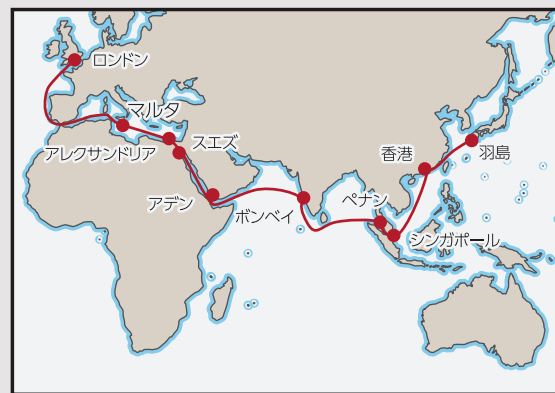 ロンドン
マルタ
スエズ
アレクサンドリア
アデン
ボンベイ
ペナン
香港
羽島
シンガポール